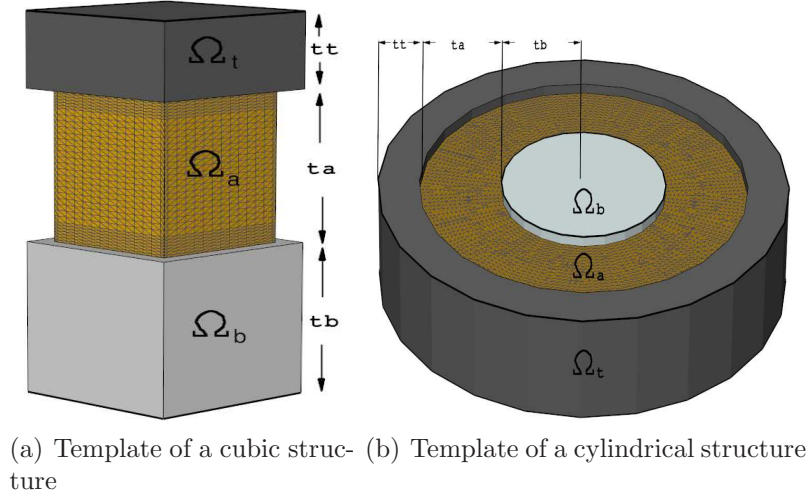 Ωt
tt
Ωa
ta
Ωb
tb
tt ta tb
Ωb
Ωa
Ωt
(a) Template of a cubic struc-
ture
(b) Template of a cylindrical structure